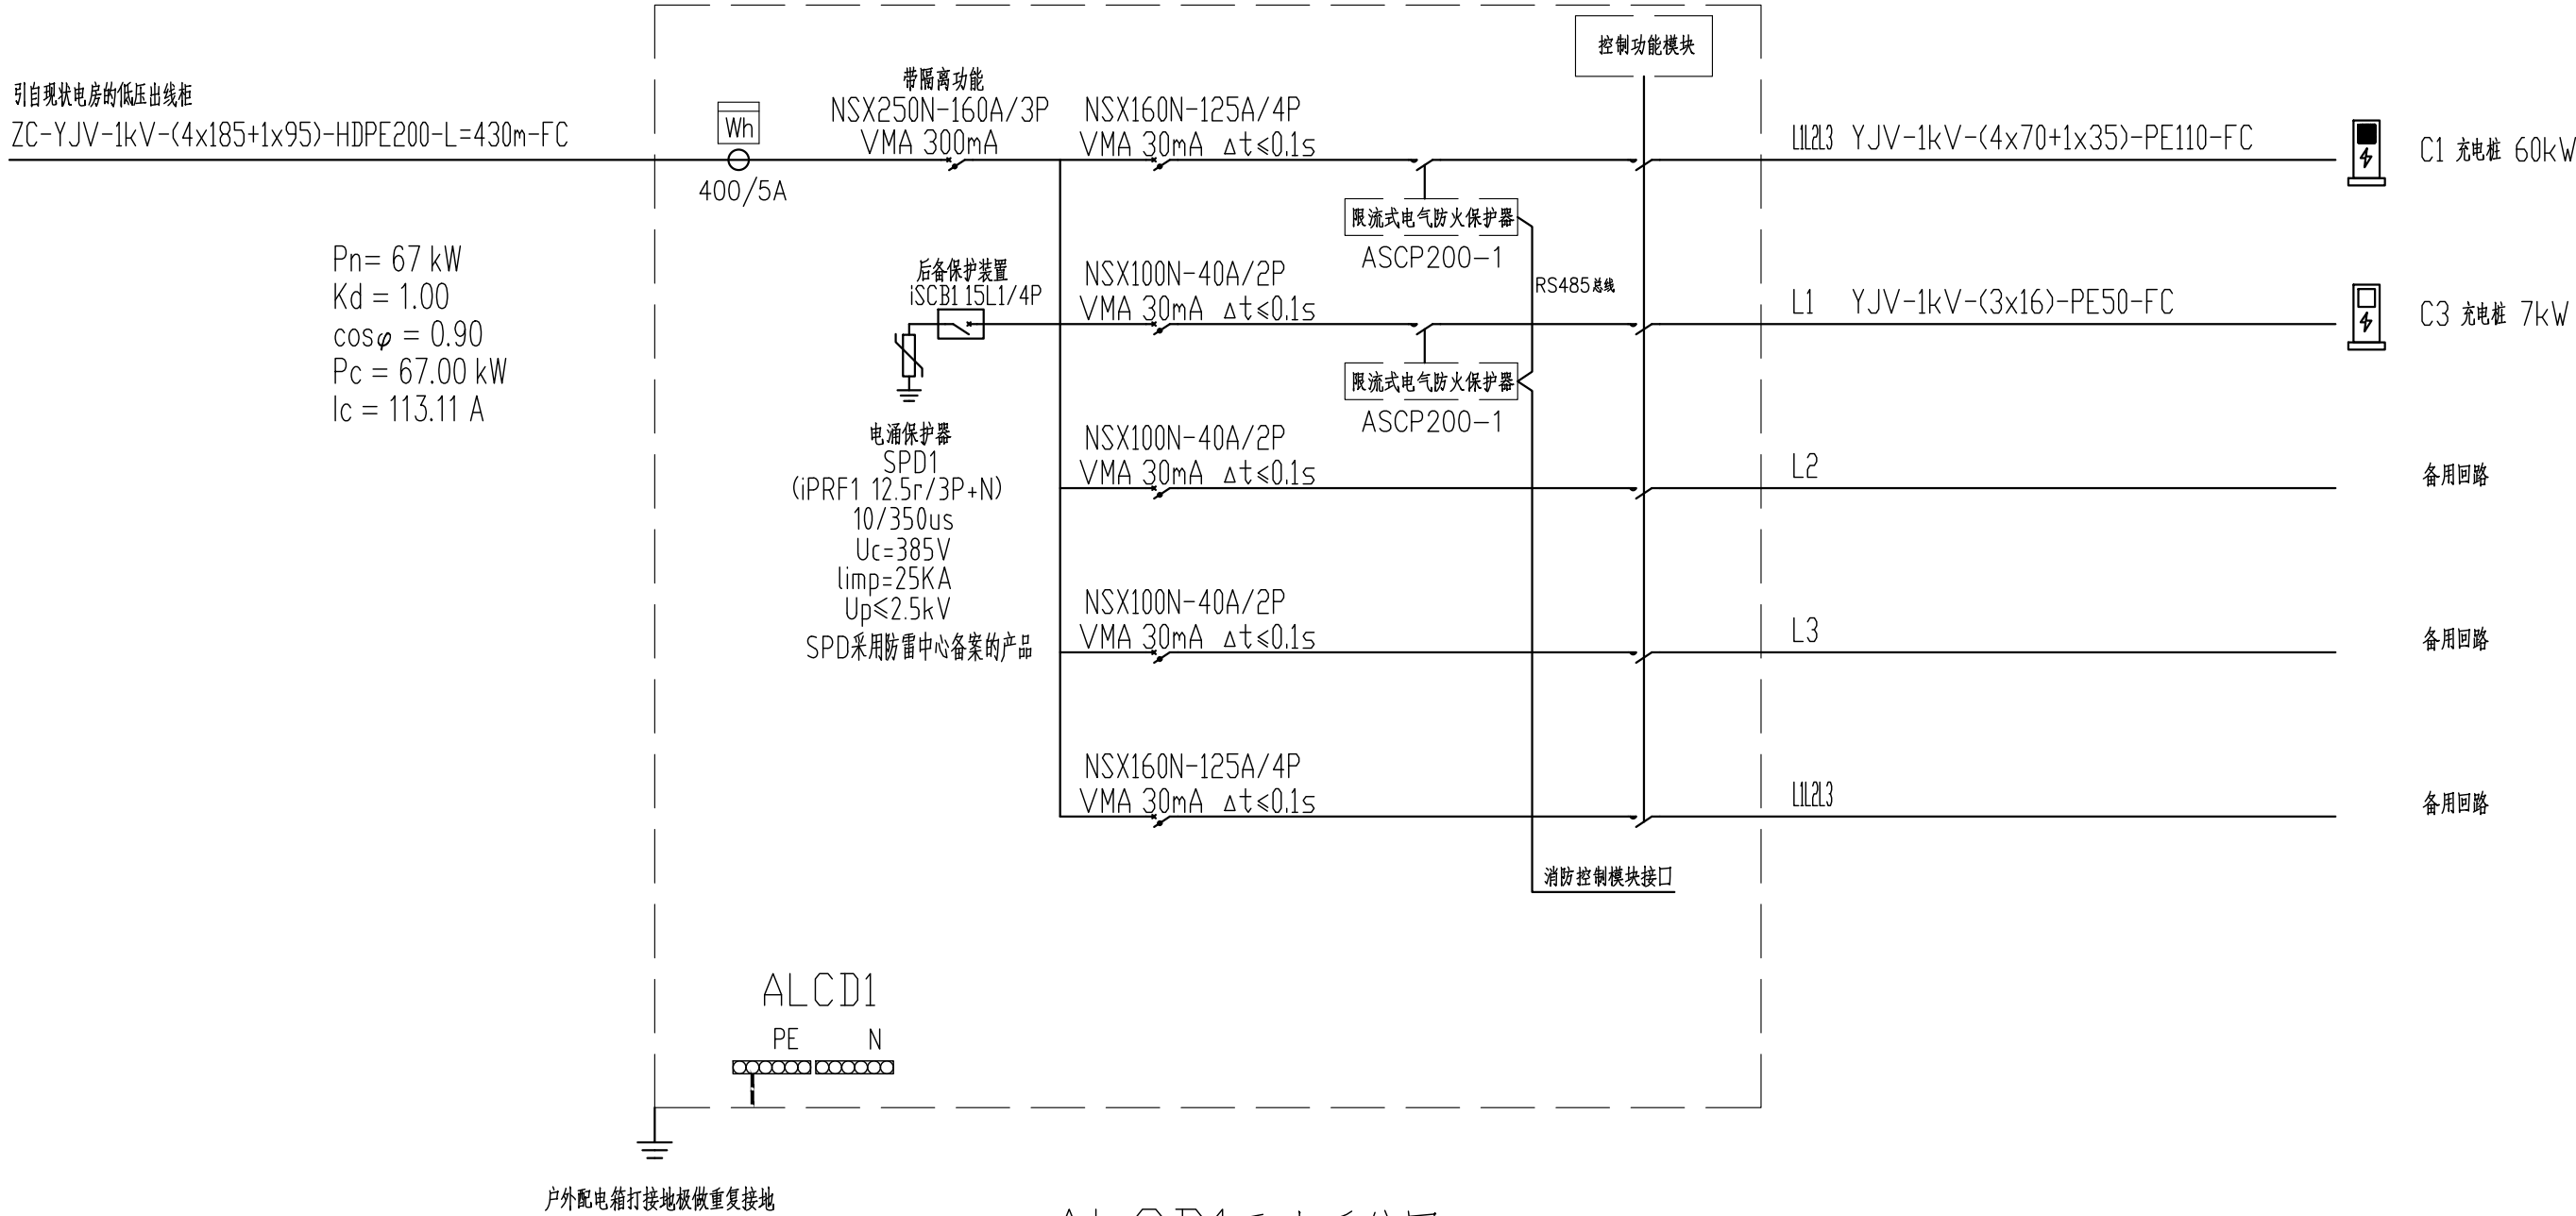 控制功能模块
引自现状电房的低压出线柜
ZC-YJV-1kV-(4x185+1x95)-HDPE200-L=430m-FC
Wh
400/5A
带隔离功能
NSX250N-160A/3P
VMA 300mA
NSX160N-125A/4P
VMA 30mA Δt≤0.1s
L1L2L3 YJV-1kV-(4x70+1x35)-PE110-FC
C1 充电桩 60kW
限流式电气防火保护器
ASCP200-1
Pn= 67 kW
Kd = 1.00
cosφ = 0.90
Pc = 67.00 kW
Ic = 113.11 A
后备保护装置
iSCB1 15L1/4P
NSX100N-40A/2P
VMA 30mA Δt≤0.1s
RS485总线
L1 YJV-1kV-(3x16)-PE50-FC
C3 充电桩 7kW
限流式电气防火保护器
ASCP200-1
电涌保护器
SPD1
(iPRF1 12.5r/3P+N)
10/350us
Uc=385V
limp=25KA
Up≤2.5kV
SPD采用防雷中心备案的产品
NSX100N-40A/2P
VMA 30mA Δt≤0.1s
L2
备用回路
NSX100N-40A/2P
VMA 30mA Δt≤0.1s
L3
备用回路
NSX160N-125A/4P
VMA 30mA Δt≤0.1s
L1L2L3
备用回路
消防控制模块接口
ALCD1
PE N
户外配电箱打接地极做重复接地